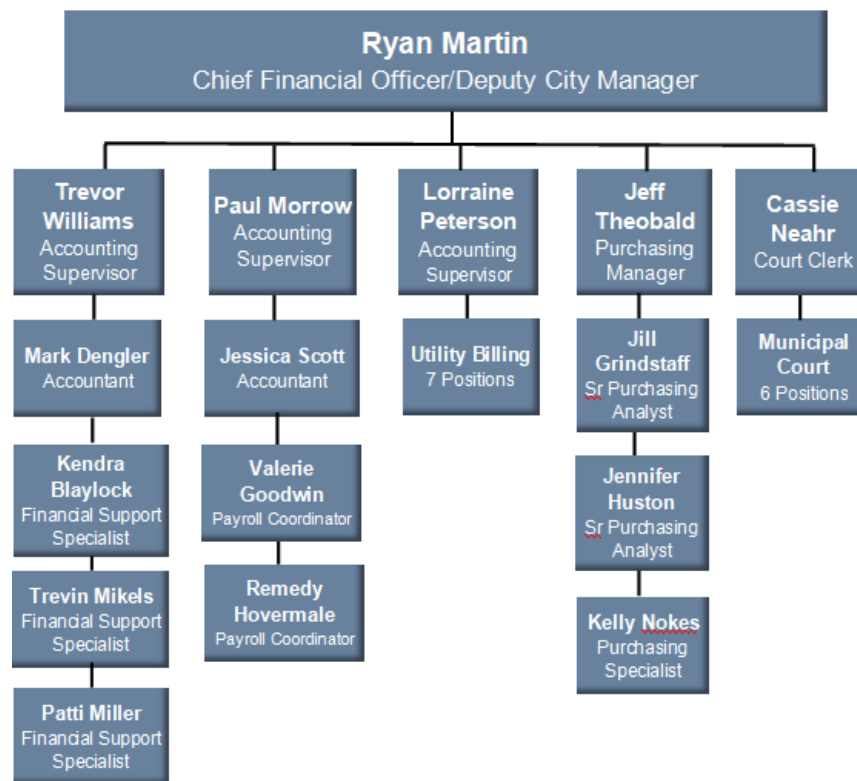 Ryan Martin
Chief Financial Officer/Deputy City Manager
Trevor
Williams
Accounting
Supervisor
Mark Dengler
Accountant
Kendra
Blaylock
Financial Support
Specialist
Trevin Mikels
Financial Support
Specialist
Patti Miller
Financial Support
Specialist
Paul Morrow
Accounting
Supervisor
Jessica Scott
Accountant
Valerie
Goodwin
Payroll Coordinator
Remedy
Hovermale
Payroll Coordinator
Lorraine
Peterson
Accounting
Supervisor
Utility Billing
7 Positions
Jeff
Theobald
Purchasing
Manager
Jill
Grindstaff
Sr Purchasing
Analyst
Jennifer
Huston
Sr Purchasing
Analyst
Kelly Nokes
Purchasing
Specialist
Cassie
Neahr
Court Clerk
Municipal
Court
6 Positions